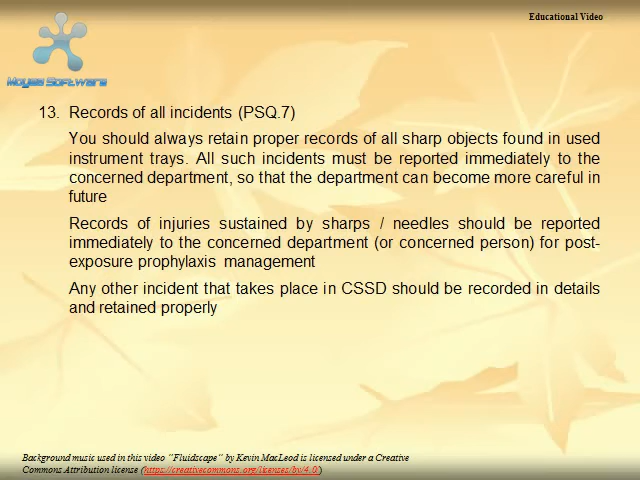 Educational Video
Moyea Software
13. Records of all incidents (PSQ.7)
You should always retain proper records of all sharp objects found in used
instrument trays. All such incidents must be reported immediately to the
concerned department, so that the department can become more careful in
future
Records of injuries sustained by sharps / needles should be reported
immediately to the concerned department (or concerned person) for post-
exposure prophylaxis management
Any other incident that takes place in CSSD should be recorded in details
and retained properly
Background music used in this video "Fluidscape" by Kevin MacLeod is licensed under a Creative
Commons Attribution license (https://creativecommons.org/licenses/by/4.0/)